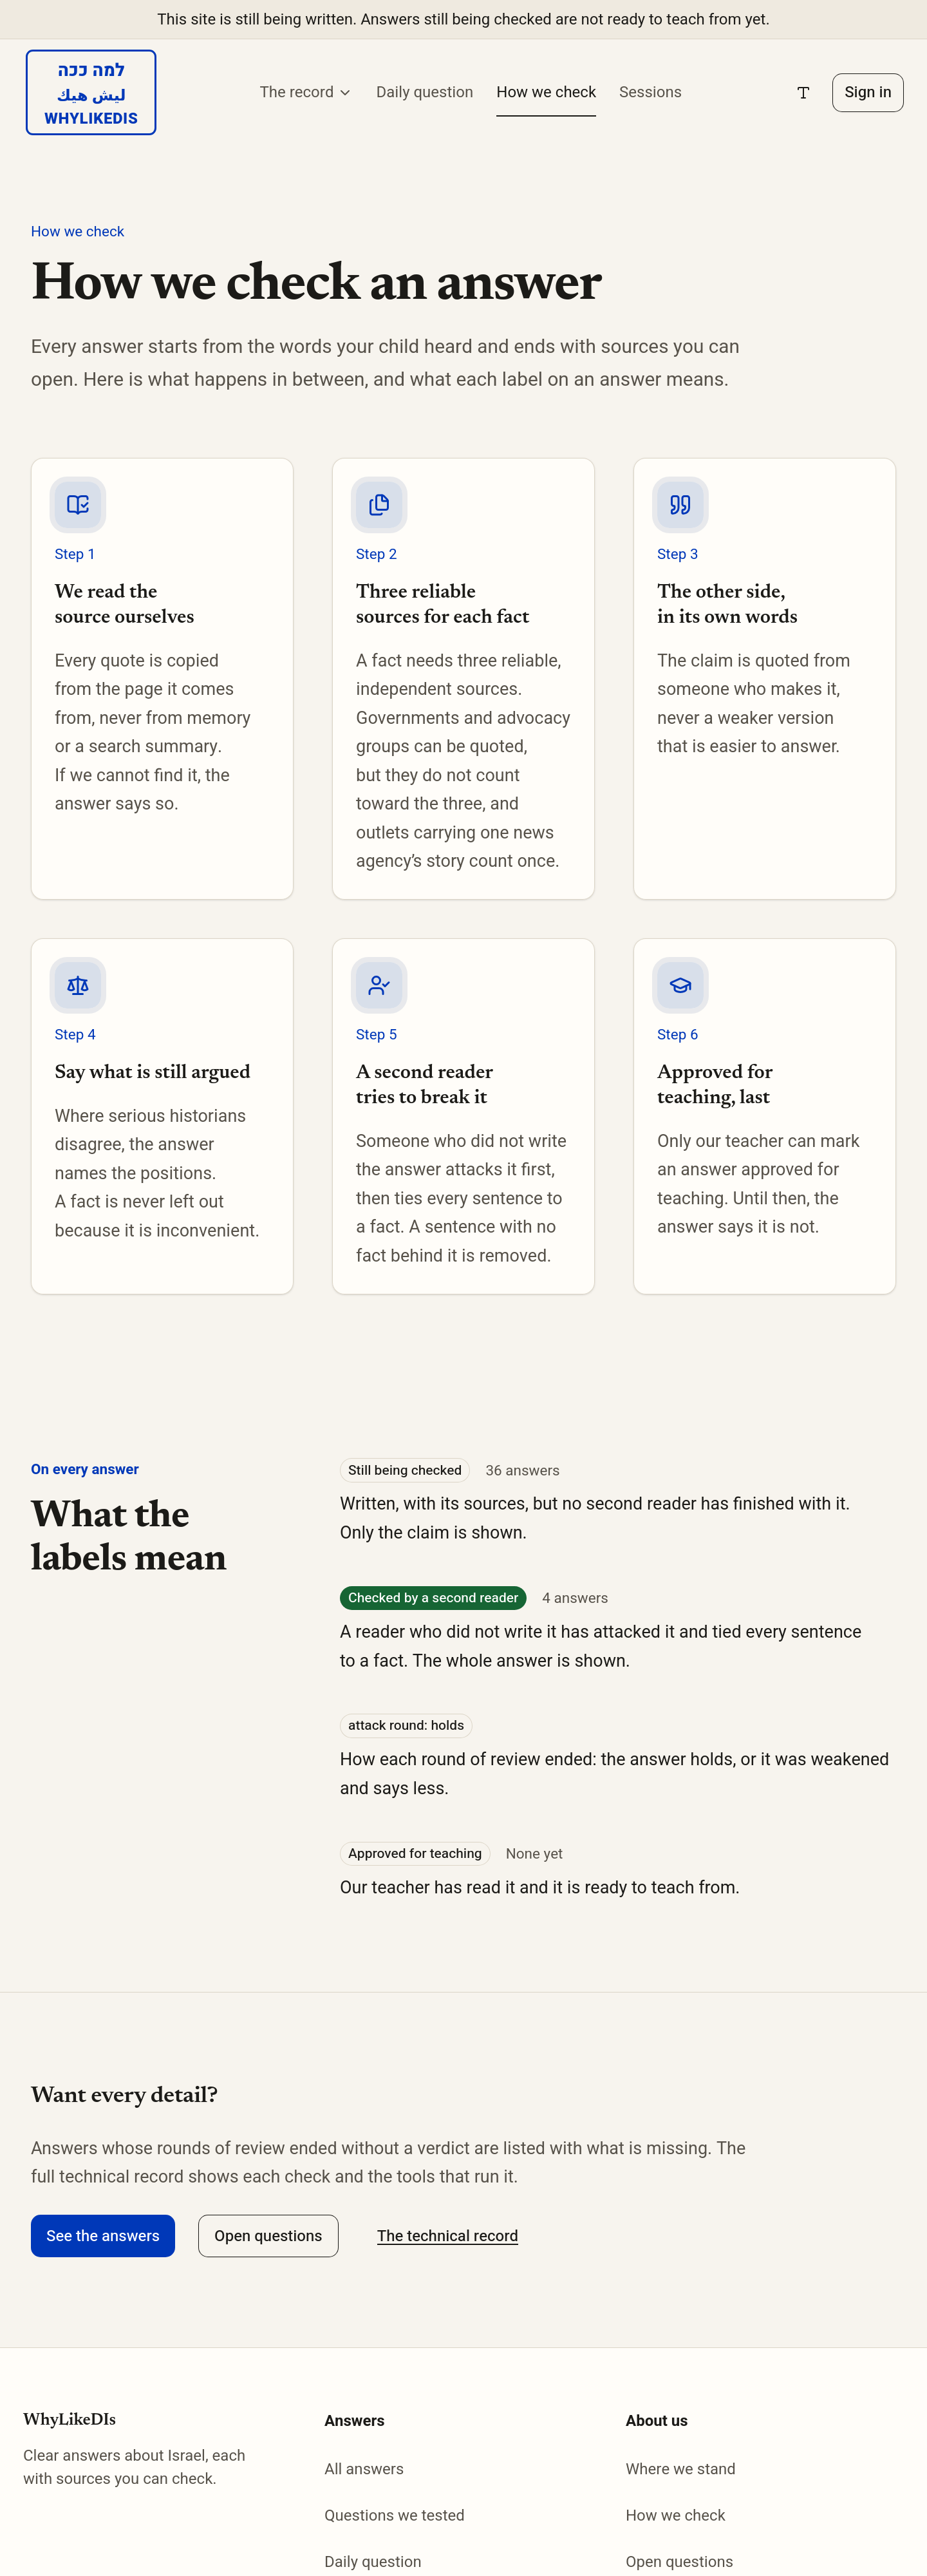 This site is still being written. Answers still being checked are not ready to teach from yet.
למה ככה
ليش هيك
WHYLIKEDIS
The record
Daily question
How we check
Sessions
T
Sign in
How we check
How we check an answer
Every answer starts from the words your child heard and ends with sources you can
open. Here is what happens in between, and what each label on an answer means.
Step 1
We read the
source ourselves
Every quote is copied
from the page it comes
from, never from memory
or a search summary.
If we cannot find it, the
answer says so.
Step 2
Three reliable
sources for each fact
A fact needs three reliable,
independent sources.
Governments and advocacy
groups can be quoted,
but they do not count
toward the three, and
outlets carrying one news
agency’s story count once.
Step 3
The other side,
in its own words
The claim is quoted from
someone who makes it,
never a weaker version
that is easier to answer.
Step 4
Say what is still argued
Where serious historians
disagree, the answer
names the positions.
A fact is never left out
because it is inconvenient.
Step 5
A second reader
tries to break it
Someone who did not write
the answer attacks it first,
then ties every sentence to
a fact. A sentence with no
fact behind it is removed.
Step 6
Approved for
teaching, last
Only our teacher can mark
an answer approved for
teaching. Until then, the
answer says it is not.
On every answer
What the
labels mean
Still being checked
36 answers
Written, with its sources, but no second reader has finished with it.
Only the claim is shown.
Checked by a second reader
4 answers
A reader who did not write it has attacked it and tied every sentence
to a fact. The whole answer is shown.
attack round: holds
How each round of review ended: the answer holds, or it was weakened
and says less.
Approved for teaching
None yet
Our teacher has read it and it is ready to teach from.
Want every detail?
Answers whose rounds of review ended without a verdict are listed with what is missing. The
full technical record shows each check and the tools that run it.
See the answers
Open questions
The technical record
WhyLikeDIs
Clear answers about Israel, each
with sources you can check.
Answers
All answers
Questions we tested
Daily question
About us
Where we stand
How we check
Open questions